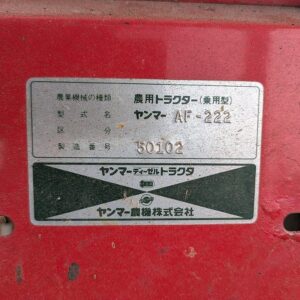 農業機械の種類 農用トラクター(乗用型)
型式名 ヤンマー AF-222
区分
製造番号 50102
ヤンマーディーゼルトラクタ
ヤンマー農機株式会社